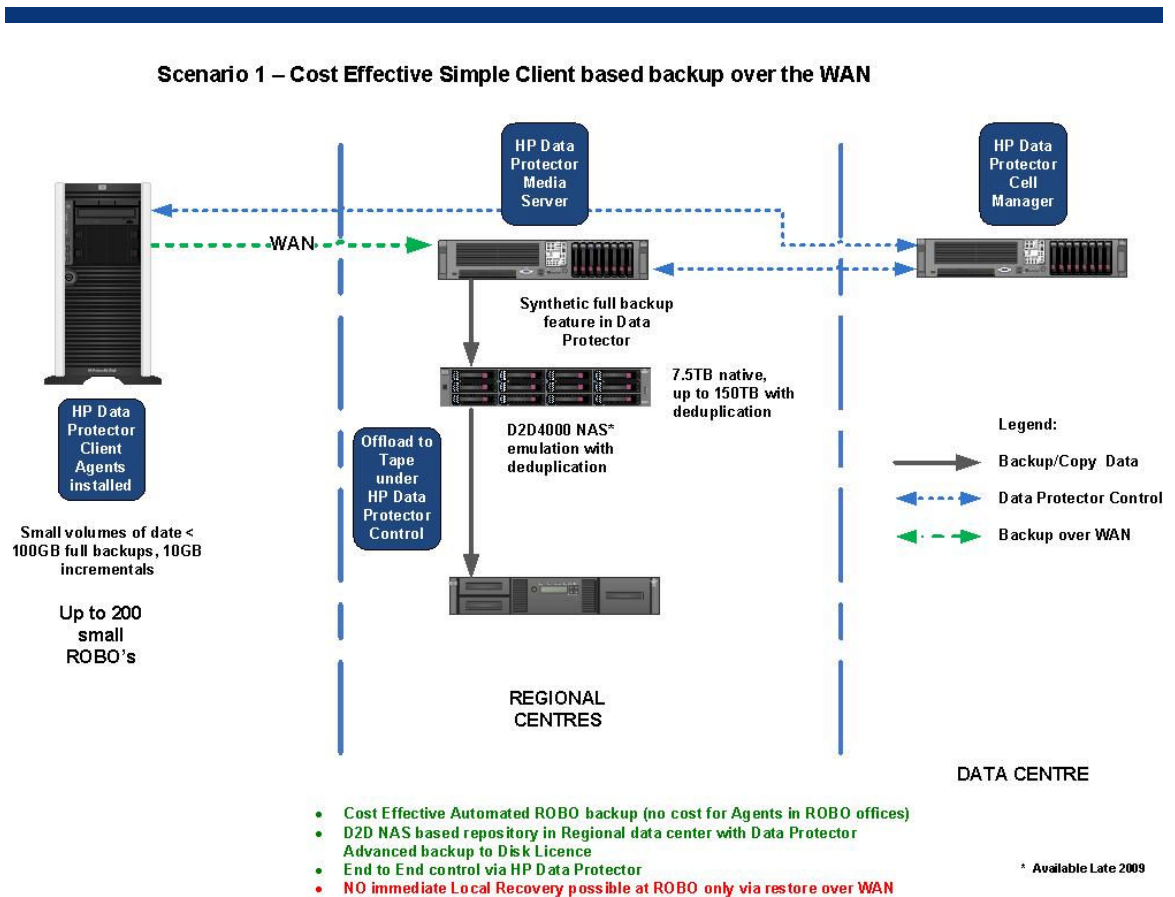 Scenario 1 – Cost Effective Simple Client based backup over the WAN
HP Data
Protector
Media
Server
HP Data
Protector
Cell
Manager
WAN
Synthetic full backup
feature in Data
Protector
7.5TB native,
up to 150TB with
deduplication
D2D4000 NAS*
emulation with
deduplication
HP Data
Protector
Client
Agents
installed
Offload to
Tape
under
HP Data
Protector
Control
Small volumes of date <
100GB full backups, 10GB
incrementals
Up to 200
small
ROBO's
Legend:
Backup/Copy Data
Data Protector Control
Backup over WAN
REGIONAL
CENTRES
DATA CENTRE
• Cost Effective Automated ROBO backup (no cost for Agents in ROBO offices)
• D2D NAS based repository in Regional data center with Data Protector
Advanced backup to Disk Licence
• End to End control via HP Data Protector
• NO immediate Local Recovery possible at ROBO only via restore over WAN
* Available Late 2009